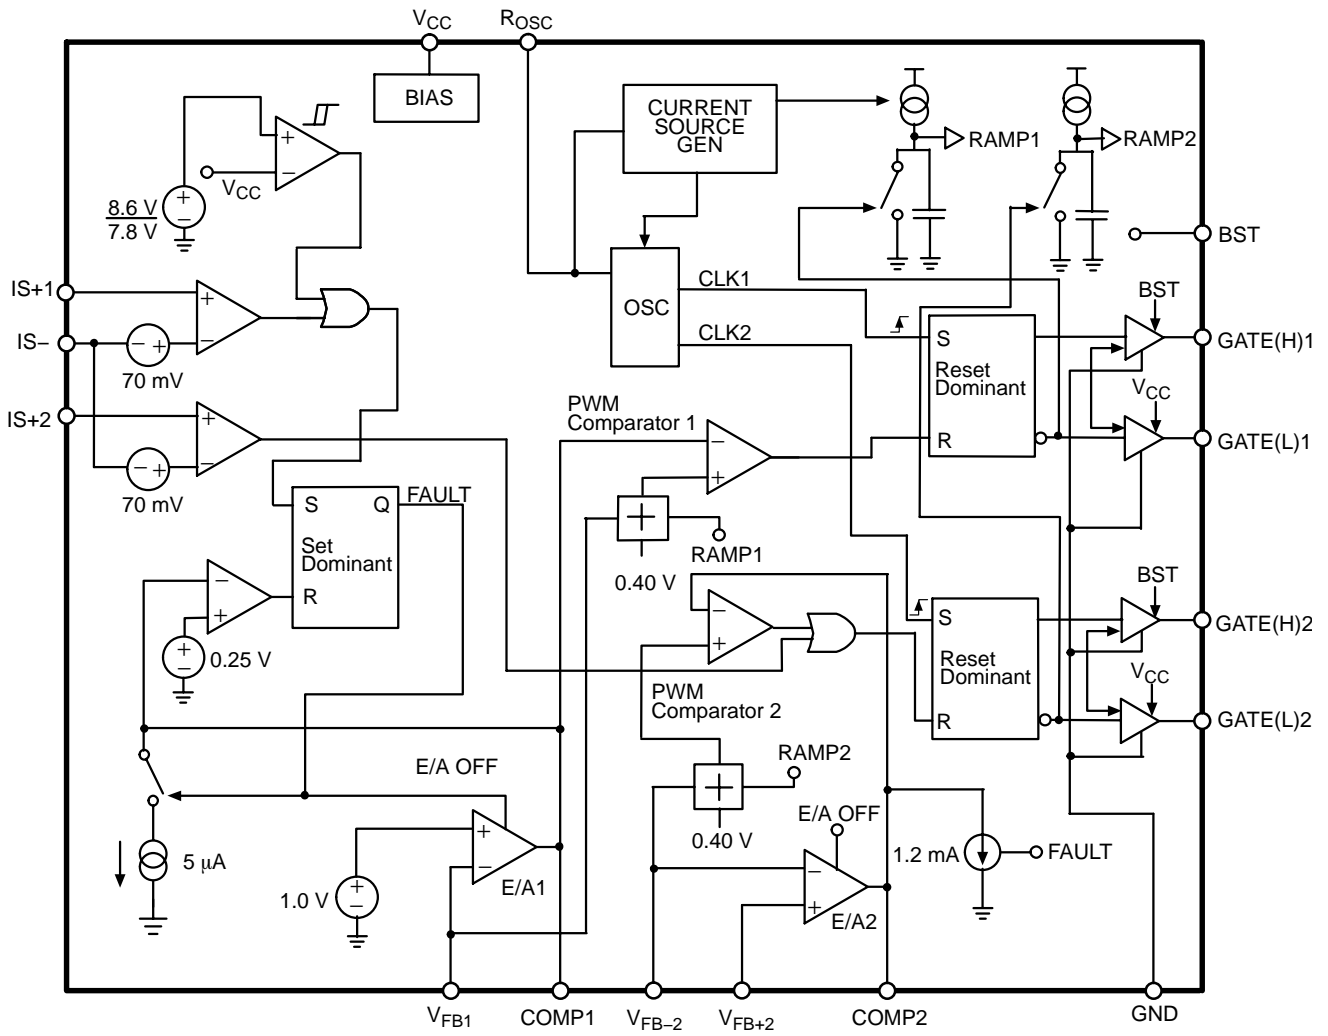 VCC
ROSC
BIAS
CURRENT
SOURCE
GEN
RAMP1
RAMP2
+
−
VCC
8.6 V
7.8 V
+
−
BST
IS+1
IS−
IS+2
+
−
− +
70 mV
+
−
− +
70 mV
OSC
CLK1
CLK2
S
Reset
Dominant
R
BST
GATE(H)1
VCC
GATE(L)1
PWM
Comparator 1
−
+
+
RAMP1
0.40 V
S Q
FAULT
Set
Dominant
R
−
+
+
−
0.25 V
−
+
PWM
Comparator 2
S
Reset
Dominant
R
BST
GATE(H)2
VCC
GATE(L)2
RAMP2
+
0.40 V
E/A OFF
E/A OFF
5 μA
+
−
E/A1
+
−
1.0 V
−
+
E/A2
1.2 mA
FAULT
VFB1
COMP1
VFB−2
VFB+2
COMP2
GND